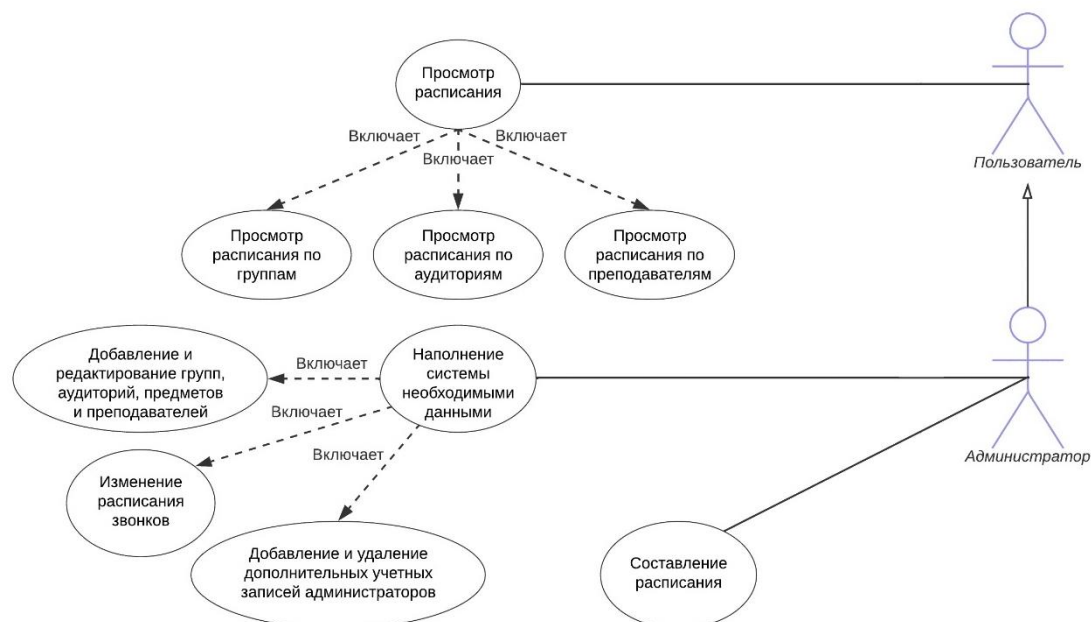 Просмотр
расписания
Включает
Включает
Включает
Пользователь
Просмотр
расписания по
группам
Просмотр
расписания по
аудиториям
Просмотр
расписания по
преподавателям
Добавление и
редактирование групп,
аудиторий, предметов
и преподавателей
Включает
Наполнение
системы
необходимыми
данными
Включает
Включает
Администратор
Изменение
расписания
звонков
Добавление и удаление
дополнительных учетных
записей администраторов
Составление
расписания